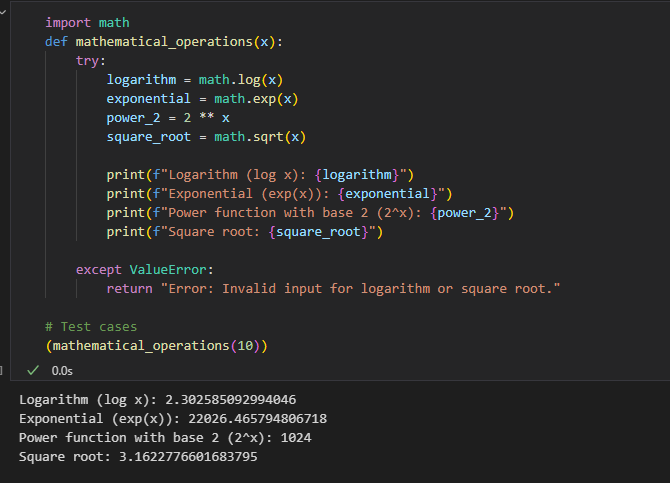 import math
def mathematical_operations(x):
    try:
        logarithm = math.log(x)
        exponential = math.exp(x)
        power_2 = 2 ** x
        square_root = math.sqrt(x)

        print(f"Logarithm (log x): {logarithm}")
        print(f"Exponential (exp(x)): {exponential}")
        print(f"Power function with base 2 (2^x): {power_2}")
        print(f"Square root: {square_root}")

    except ValueError:
        return "Error: Invalid input for logarithm or square root."

# Test cases
(mathematical_operations(10))
✓ 0.0s
Logarithm (log x): 2.302585092994046
Exponential (exp(x)): 22026.465794806718
Power function with base 2 (2^x): 1024
Square root: 3.1622776601683795